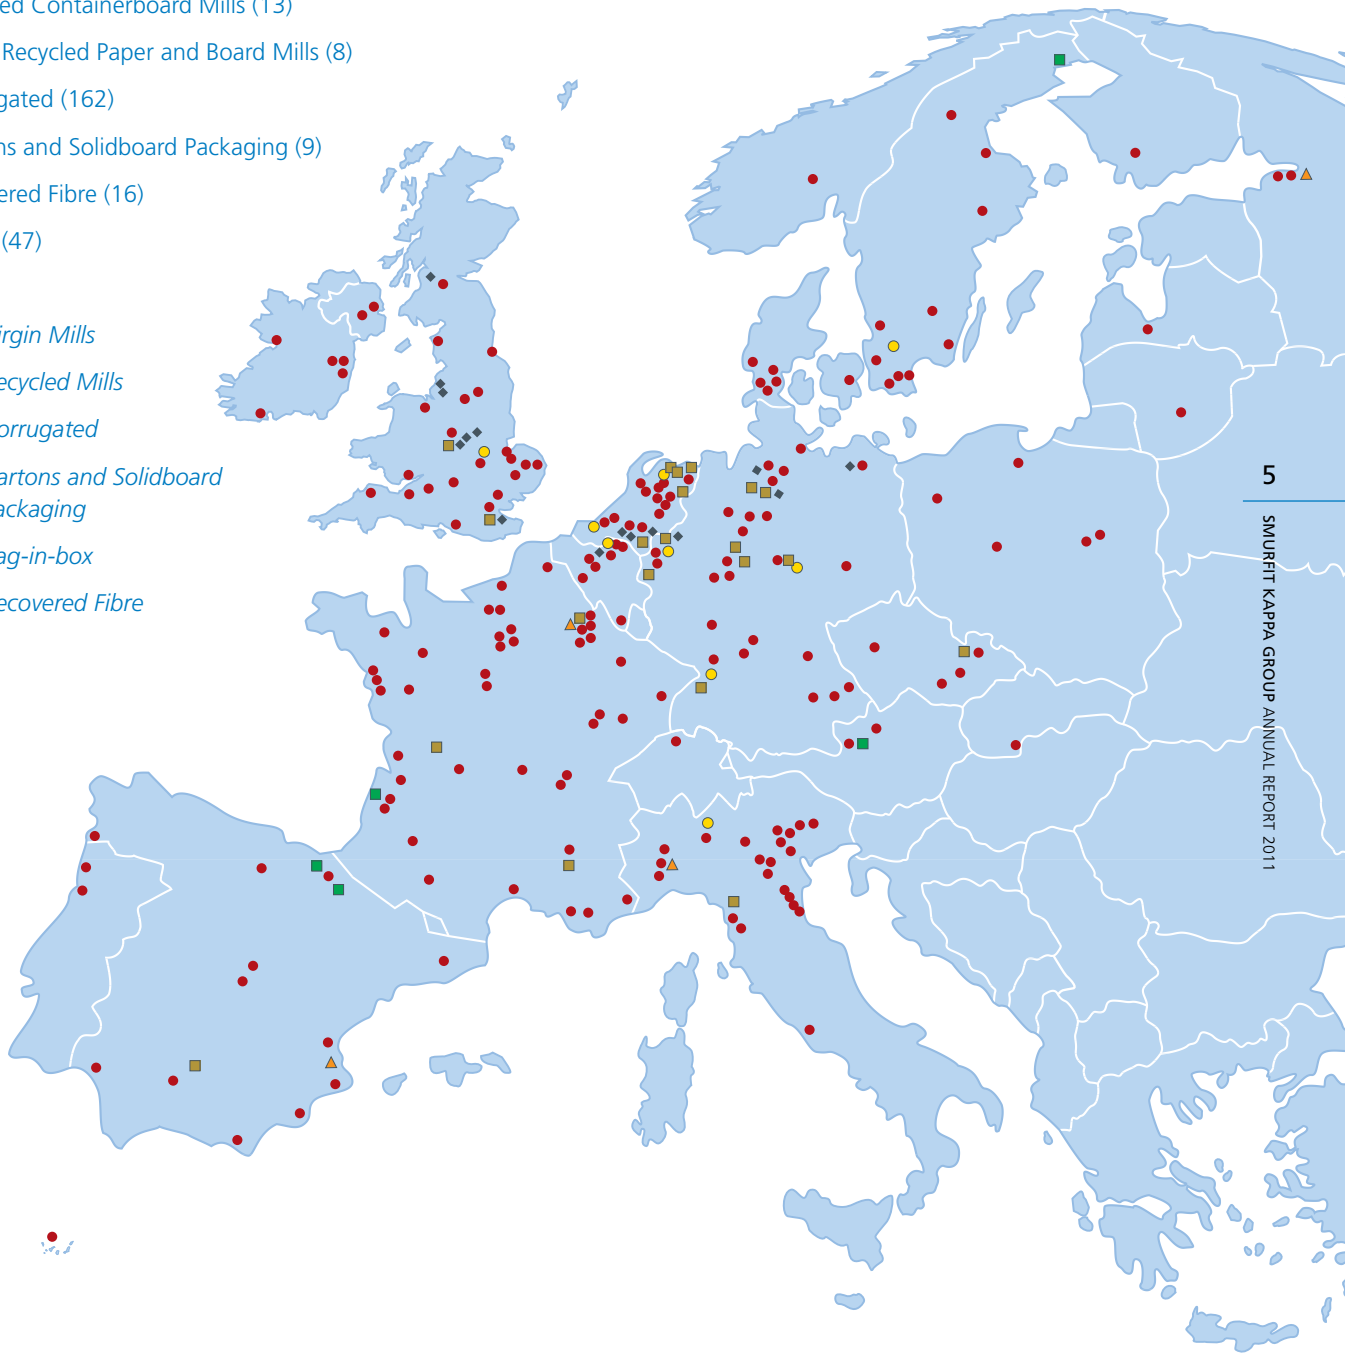 ed Containerboard Mills (13)
Recycled Paper and Board Mills (8)
gated (162)
ns and Solidboard Packaging (9)
ered Fibre (16)
(47)
irgin Mills
ecycled Mills
orrugated
artons and Solidboard
ackaging
ag-in-box
ecovered Fibre
5
SMURFIT KAPPA GROUP ANNUAL REPORT 2011